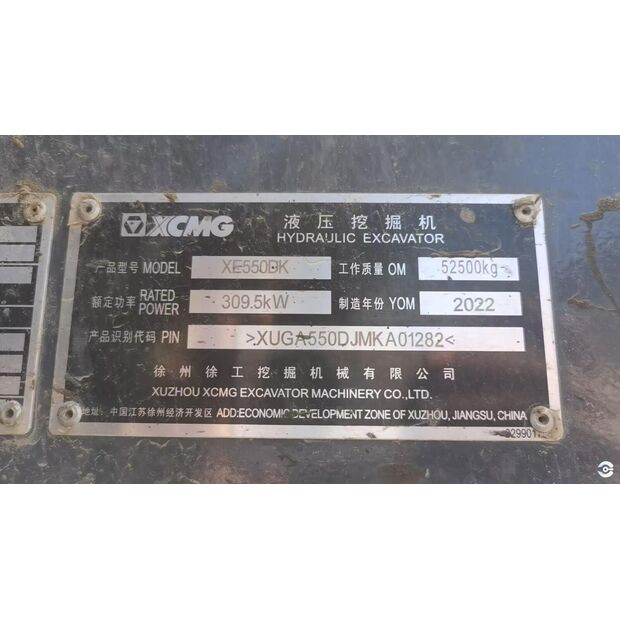 XCMG 液压挖掘机
HYDRAULIC EXCAVATOR
产品型号 MODEL XE550DK 工作质量 OM 52500kg
额定功率 RATED POWER 309.5kW 制造年份 YOM 2022
产品识别代码 PIN >XUGA550DJMKA01282<
徐州徐工挖掘机械有限公司
XUZHOU XCMG EXCAVATOR MACHINERY CO.,LTD.
地址: 中国江苏徐州经济开发区 ADD:ECONOMIC DEVELOPMENT ZONE OF XUZHOU, JIANGSU, CHINA